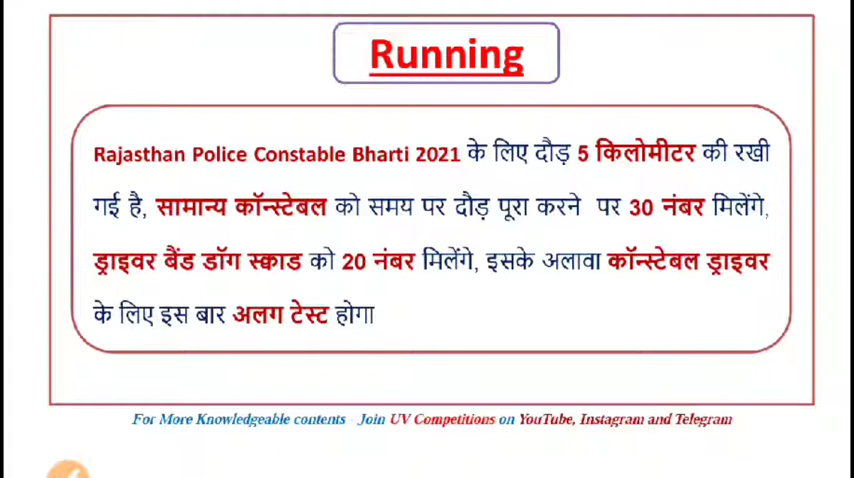 Running
Rajasthan Police Constable Bharti 2021 के लिए दौड़ 5 किलोमीटर की रखी
गई है, सामान्य कॉन्स्टेबल को समय पर दौड़ पूरा करने पर 30 नंबर मिलेंगे,
ड्राइवर बैंड डॉग स्क्वाड को 20 नंबर मिलेंगे, इसके अलावा कॉन्स्टेबल ड्राइवर
के लिए इस बार अलग टेस्ट होगा
For More Knowledgeable contents - Join UV Competitions on YouTube, Instagram and Telegram